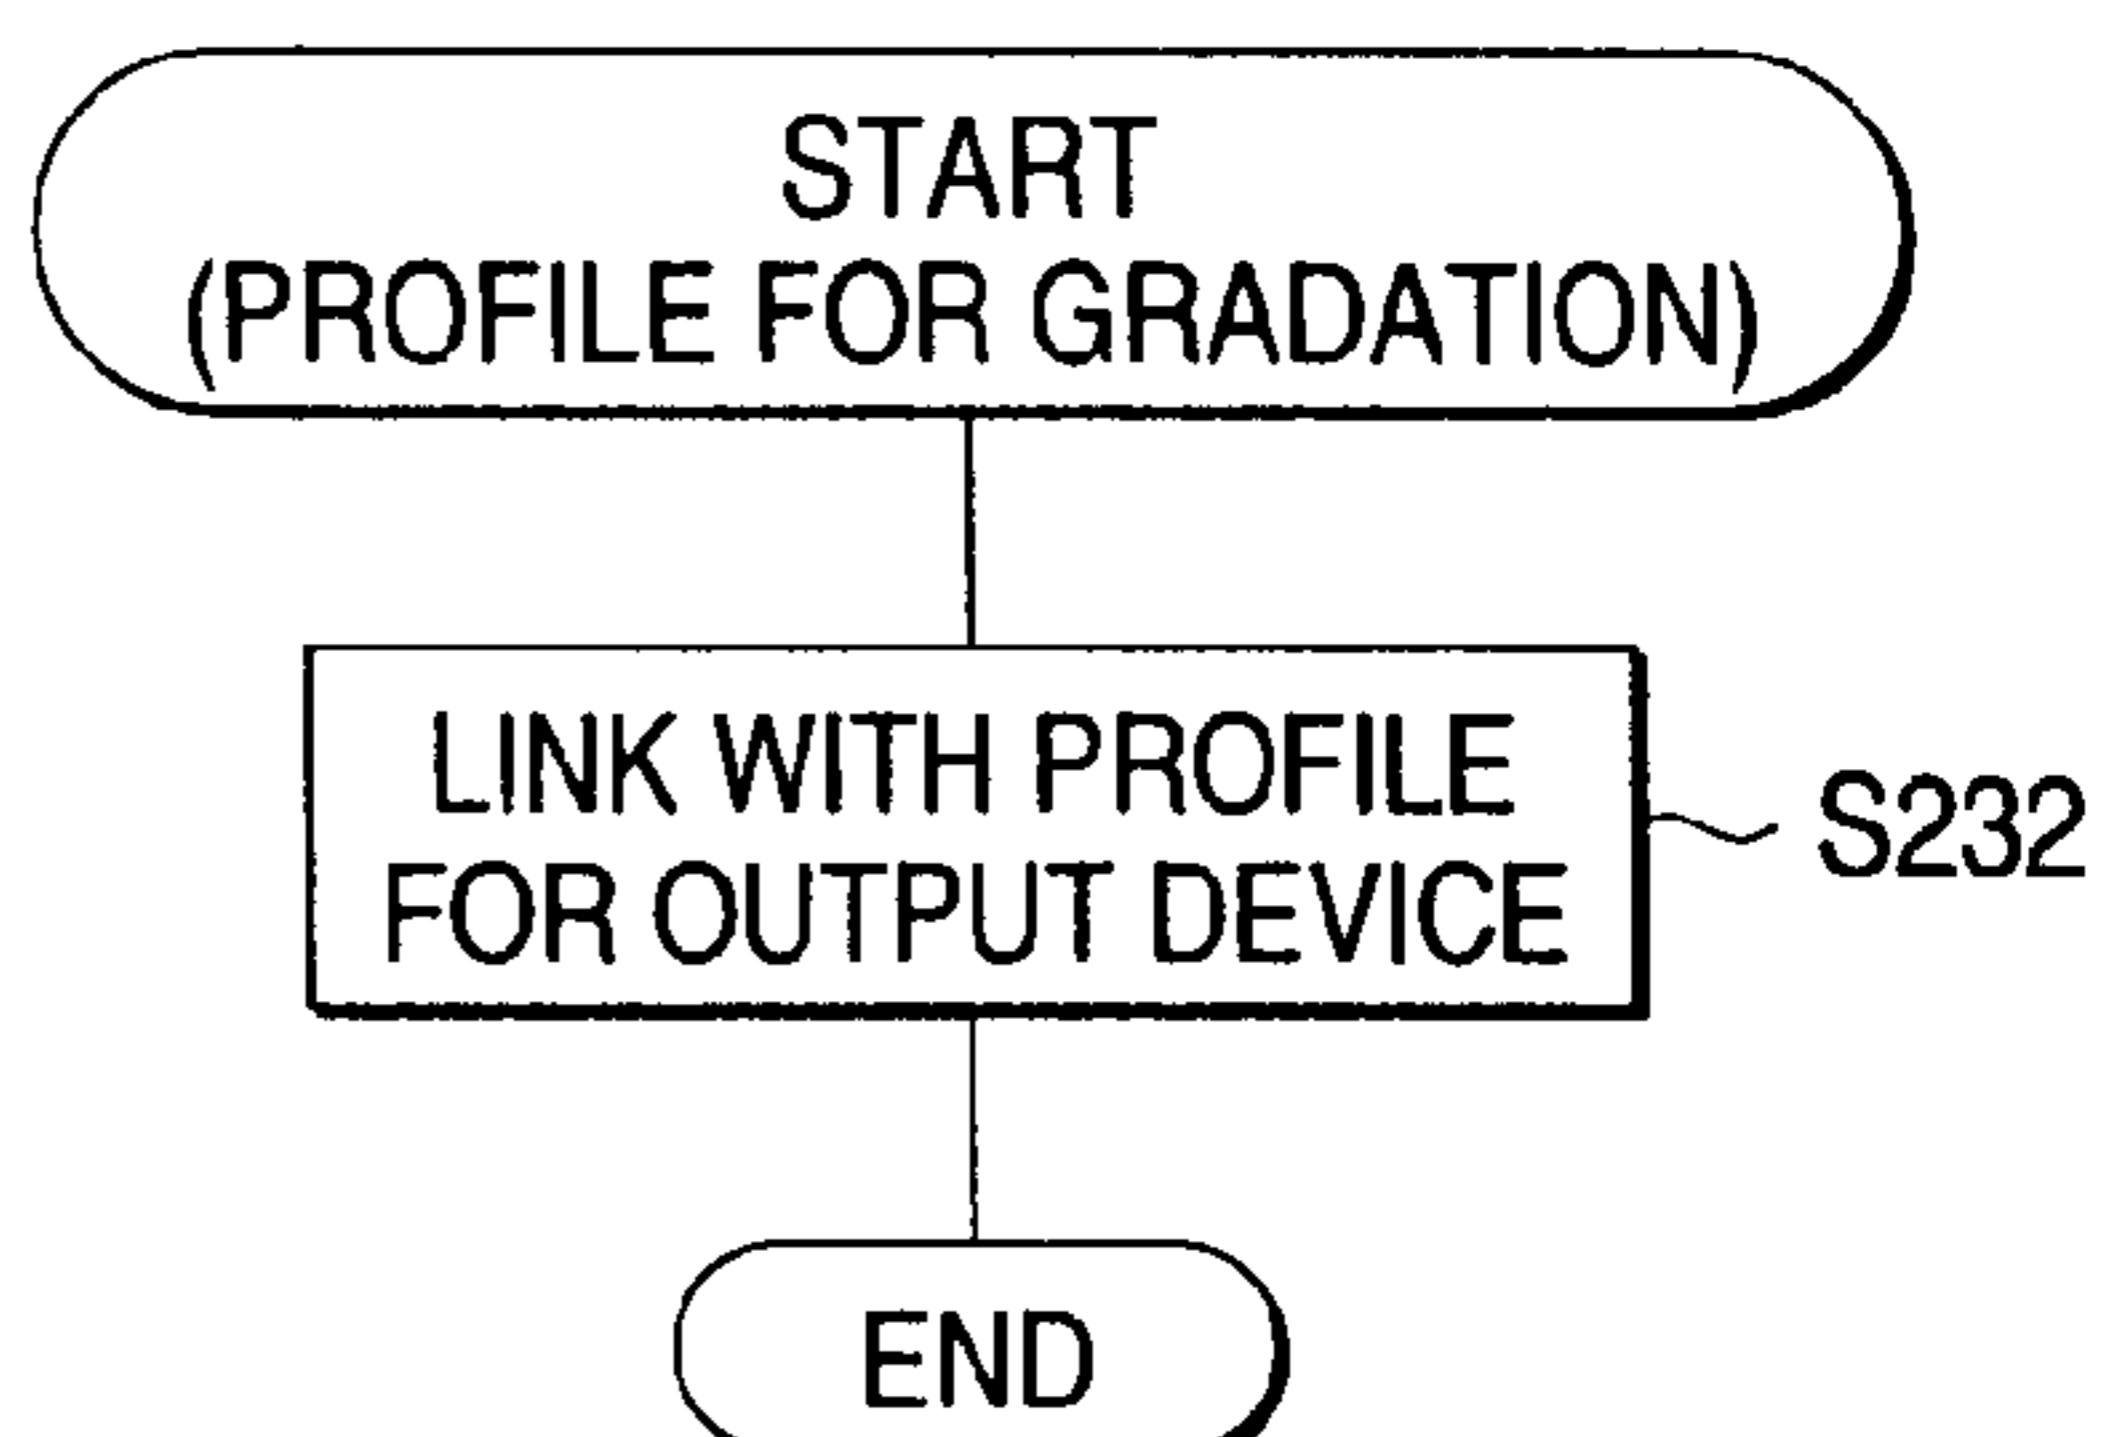 START
(PROFILE FOR GRADATION)
LINK WITH PROFILE
FOR OUTPUT DEVICE
S232
END